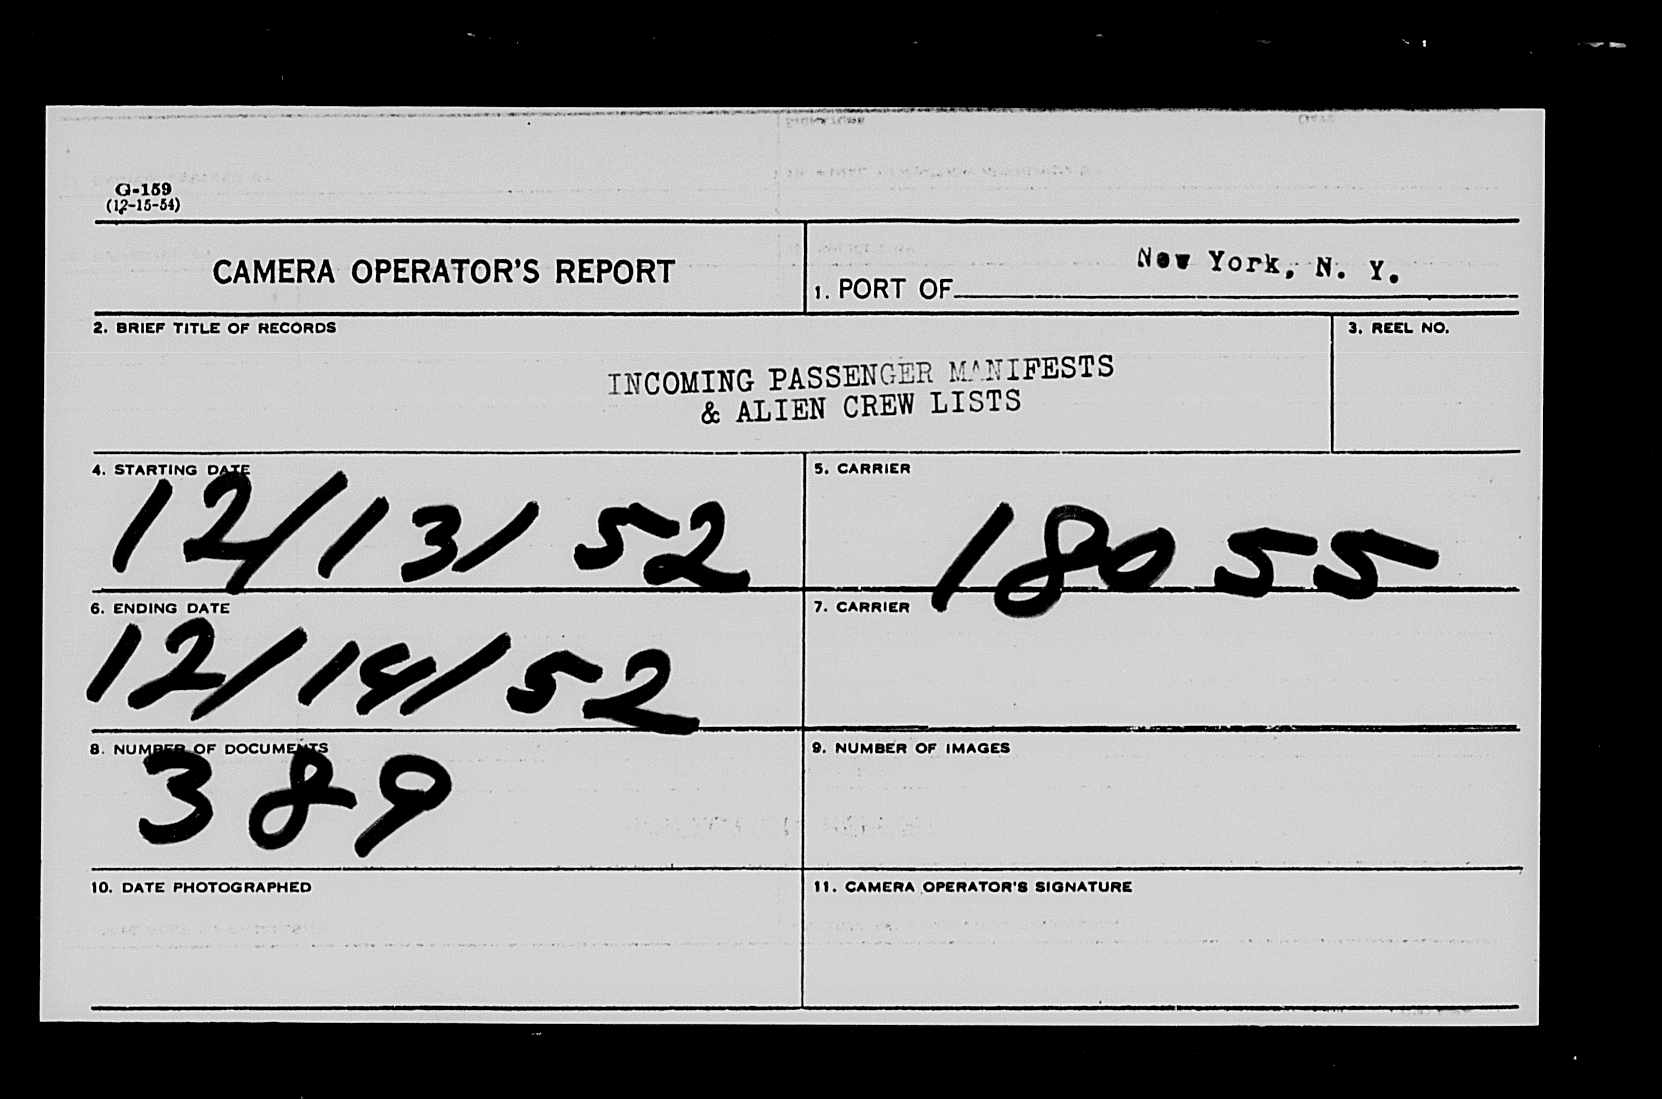 G-159
(12-15-54)
CAMERA OPERATOR'S REPORT
1. PORT OF New York, N. Y.
2. BRIEF TITLE OF RECORDS
INCOMING PASSENGER MANIFESTS
& ALIEN CREW LISTS
3. REEL NO.
4. STARTING DATE
12/13/52
5. CARRIER
18055
6. ENDING DATE
12/14/52
7. CARRIER
8. NUMBER OF DOCUMENTS
389
9. NUMBER OF IMAGES
10. DATE PHOTOGRAPHED
11. CAMERA OPERATOR'S SIGNATURE